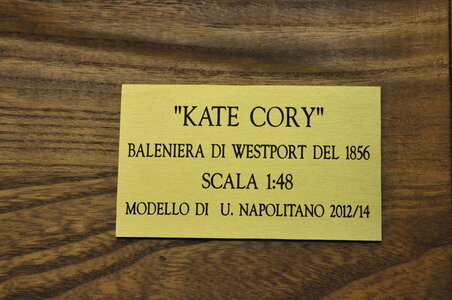 "KATE CORY"
BALENIERA DI WESTPORT DEL 1856
SCALA 1:48
MODELLO DI U. NAPOLITANO 2012/14